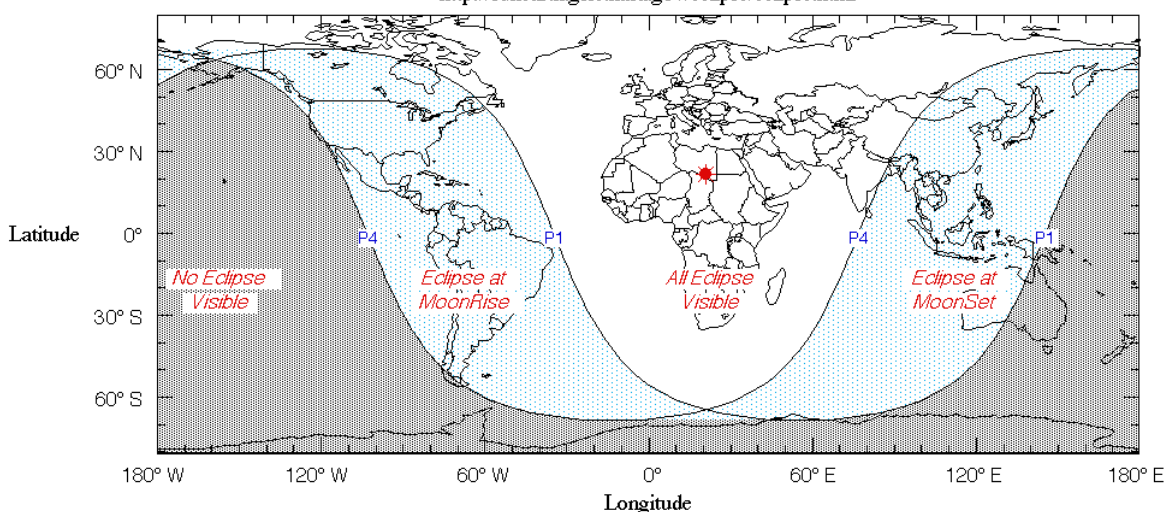 60° N
30° N
Latitude
0°
P4
P1
P4
P1
No Eclipse
Visible
Eclipse at
MoonRise
All Eclipse
Visible
Eclipse at
MoonSet
30° S
60° S
180° W
60° W
0°
60° E
120° E
180° E
Longitude